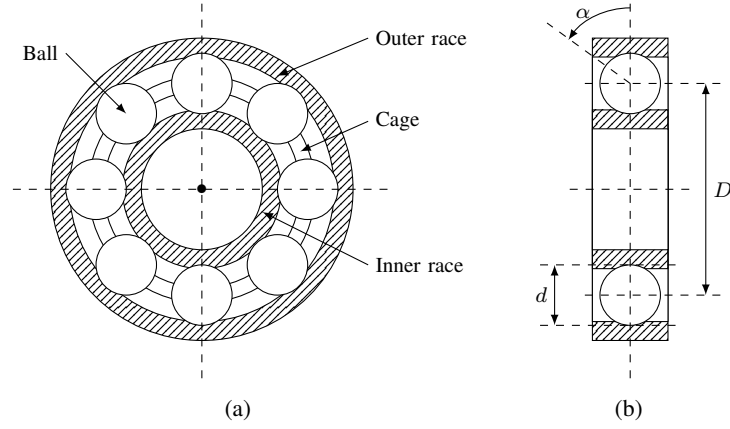 Ball
Outer race
Cage
Inner race
(a)
α
D
d
(b)